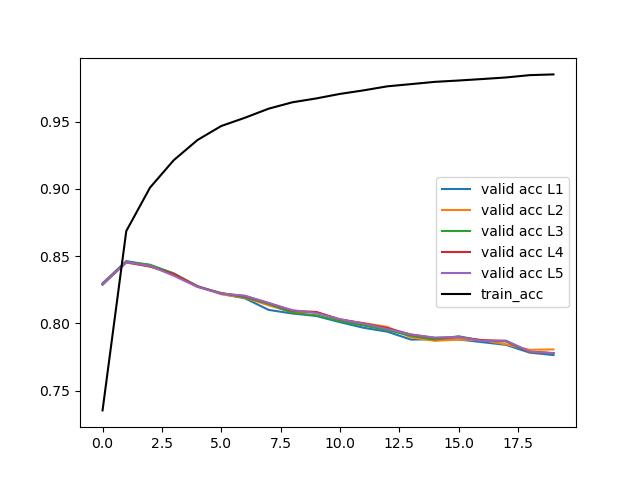 0.95
0.90
0.85
0.80
0.75
valid acc L1
valid acc L2
valid acc L3
valid acc L4
valid acc L5
train_acc
0.0 2.5 5.0 7.5 10.0 12.5 15.0 17.5